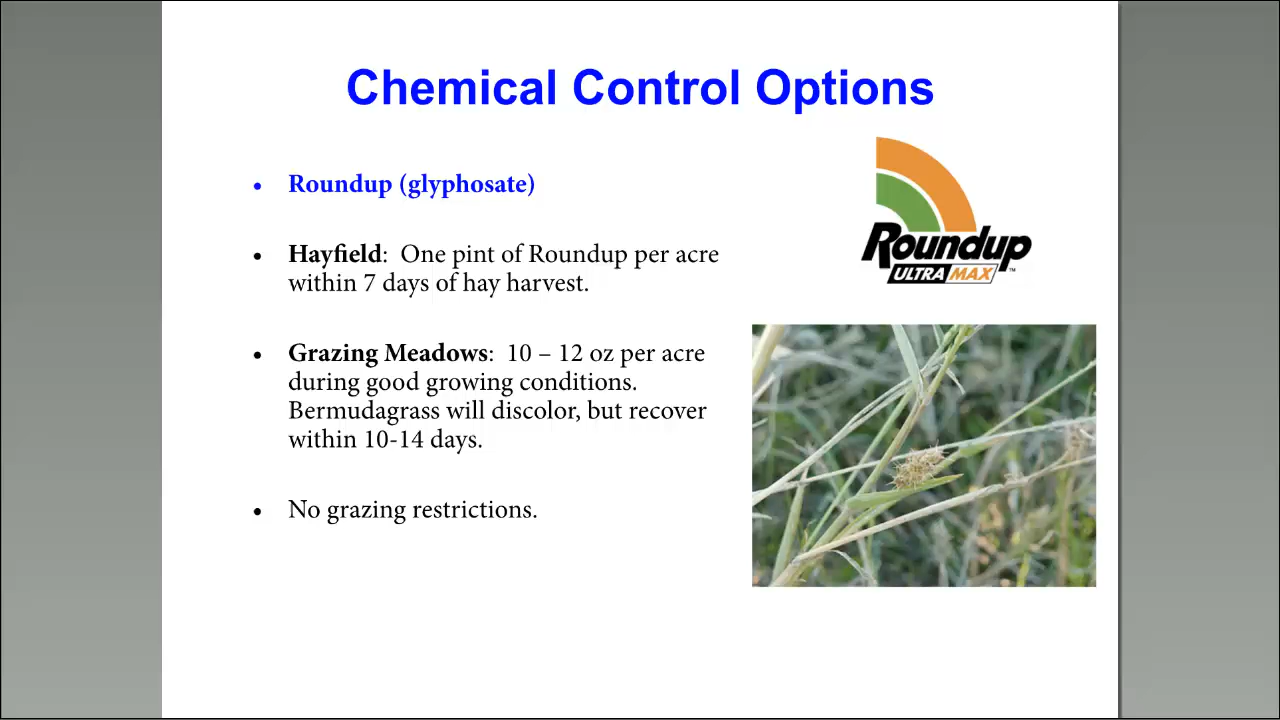 Chemical Control Options
• Roundup (glyphosate)
• Hayfield:  One pint of Roundup per acre
within 7 days of hay harvest.
• Grazing Meadows:  10 – 12 oz per acre
during good growing conditions.
Bermudagrass will discolor, but recover
within 10-14 days.
• No grazing restrictions.
Roundup
ULTRA MAX™